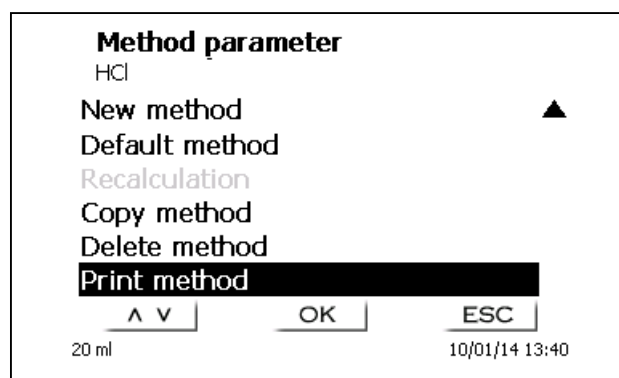 Method parameter
HCl
New method
Default method
Recalculation
Copy method
Delete method
Print method
∧ ∨ OK ESC
20 ml 10/01/14 13:40